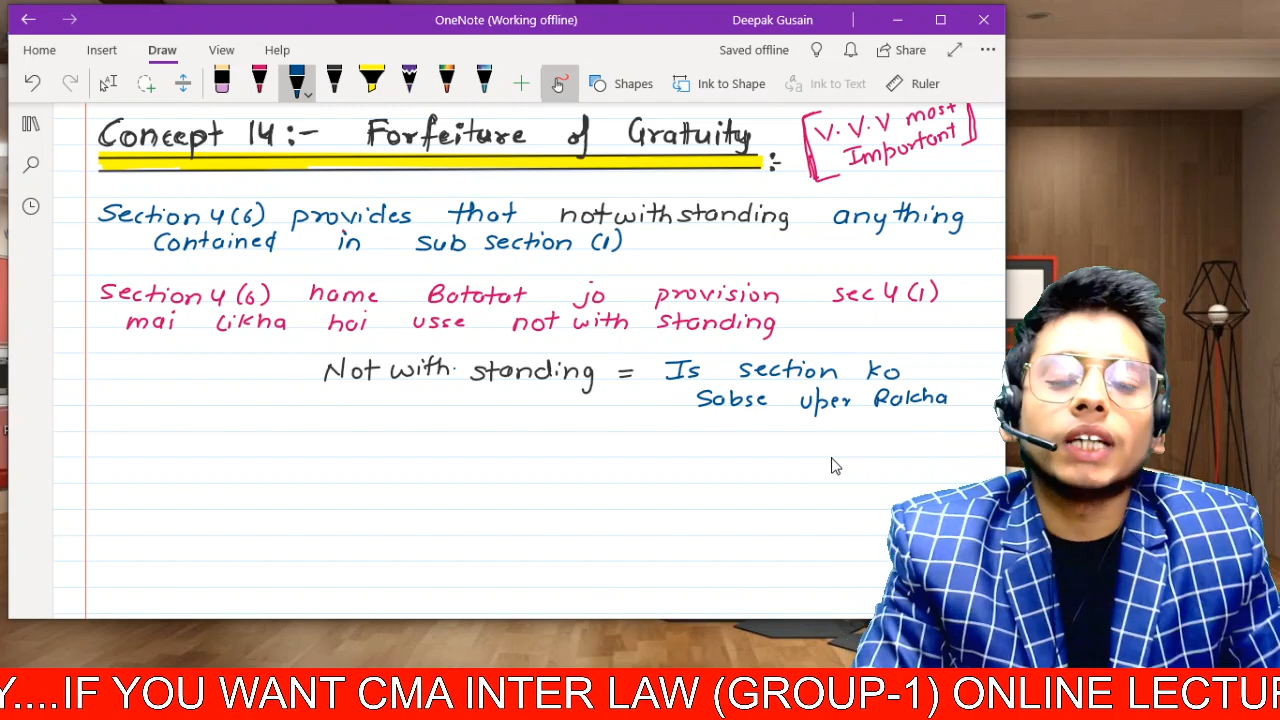 OneNote (Working offline)
Deepak Gusain
Home Insert Draw View Help
Saved offline
Share
Shapes
Ink to Shape
Ink to Text
Ruler
Concept 14:- Forfeiture of Gratuity :-
V. V. V most
Important
Section 4(6) provides that notwithstanding anything
Contained in sub section (1)
Section 4(6) hame Batatat jo provision sec 4(1)
mai Likha hai usse not with standing
Not with standing = Is section ko
Sabse uper Rakha
Y....IF YOU WANT CMA INTER LAW (GROUP-1) ONLINE LECTU